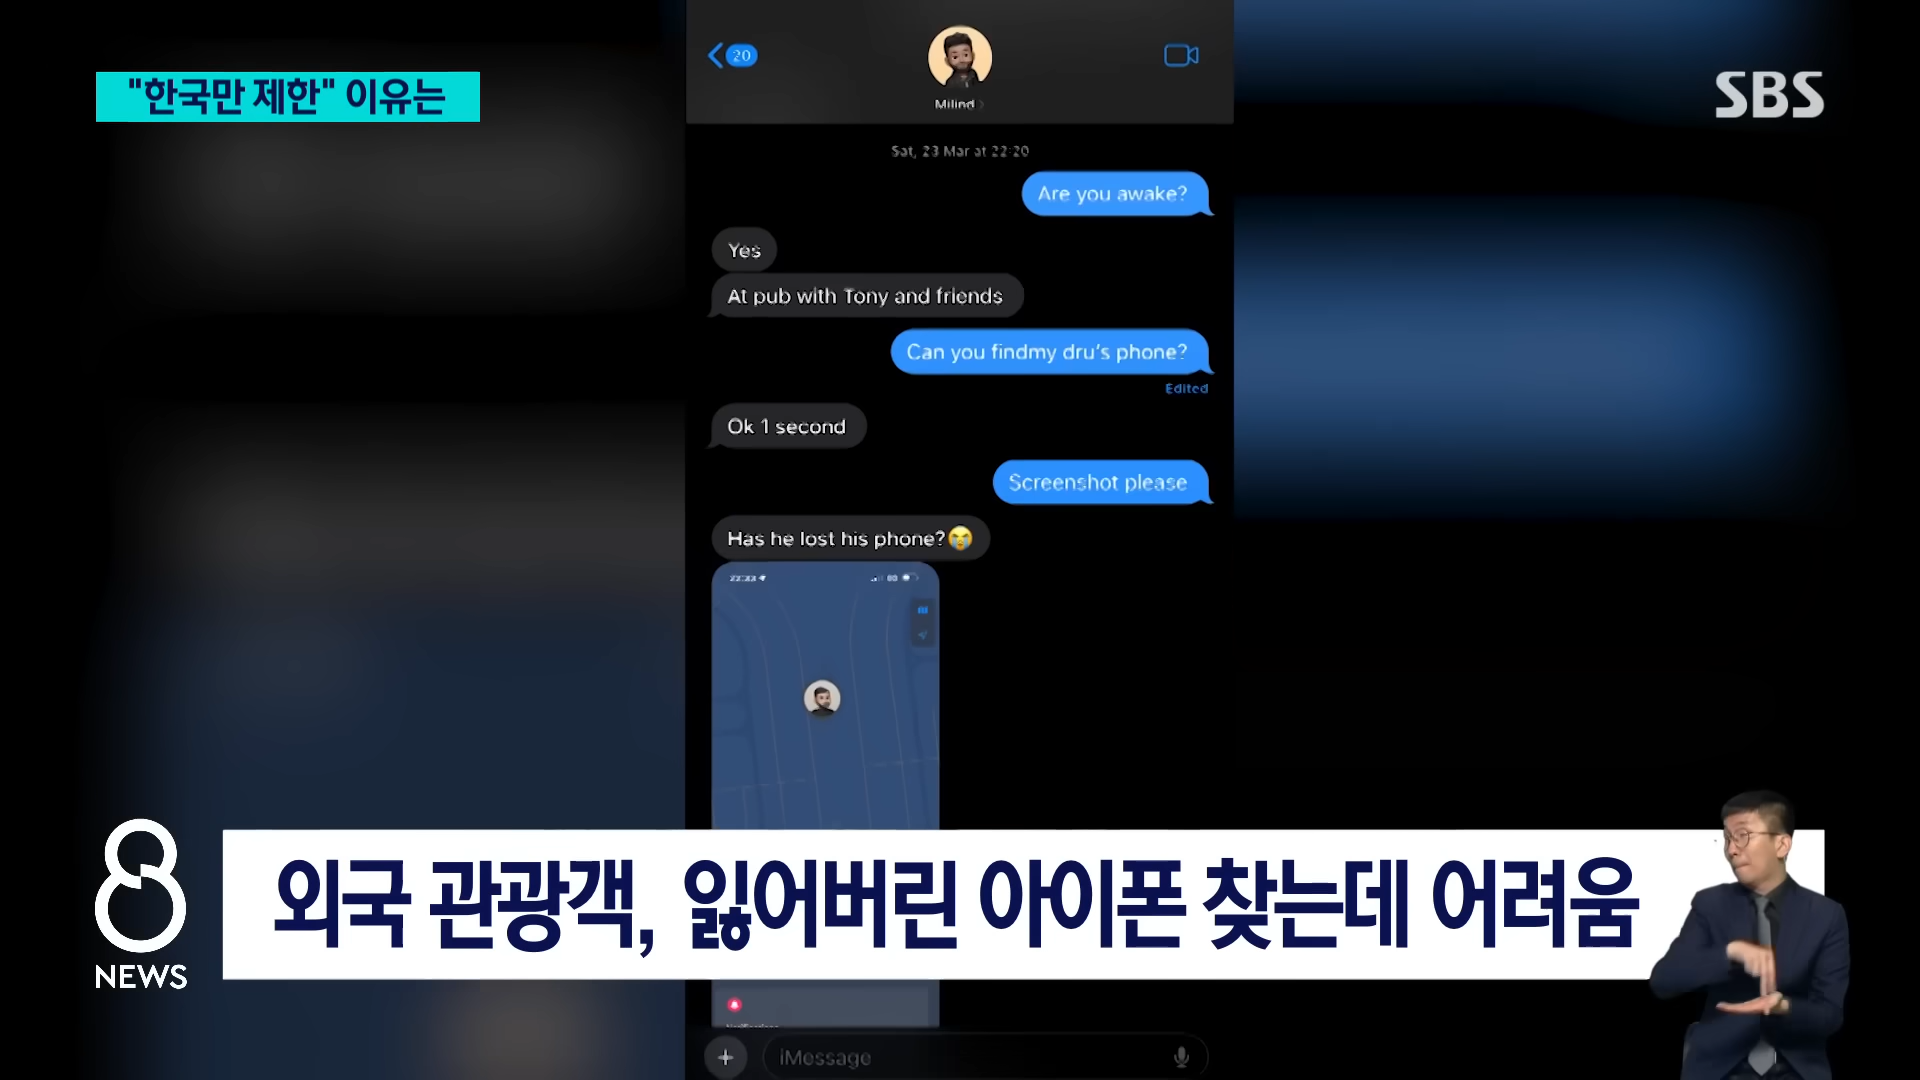 "한국만 제한" 이유는
SBS
20
Milind
Sat, 23 Mar at 22:20
Are you awake?
Yes
At pub with Tony and friends
Can you findmy dru's phone?
Edited
Ok 1 second
Screenshot please
Has he lost his phone?😭
8 NEWS
외국 관광객, 잃어버린 아이폰 찾는데 어려움
iMessage